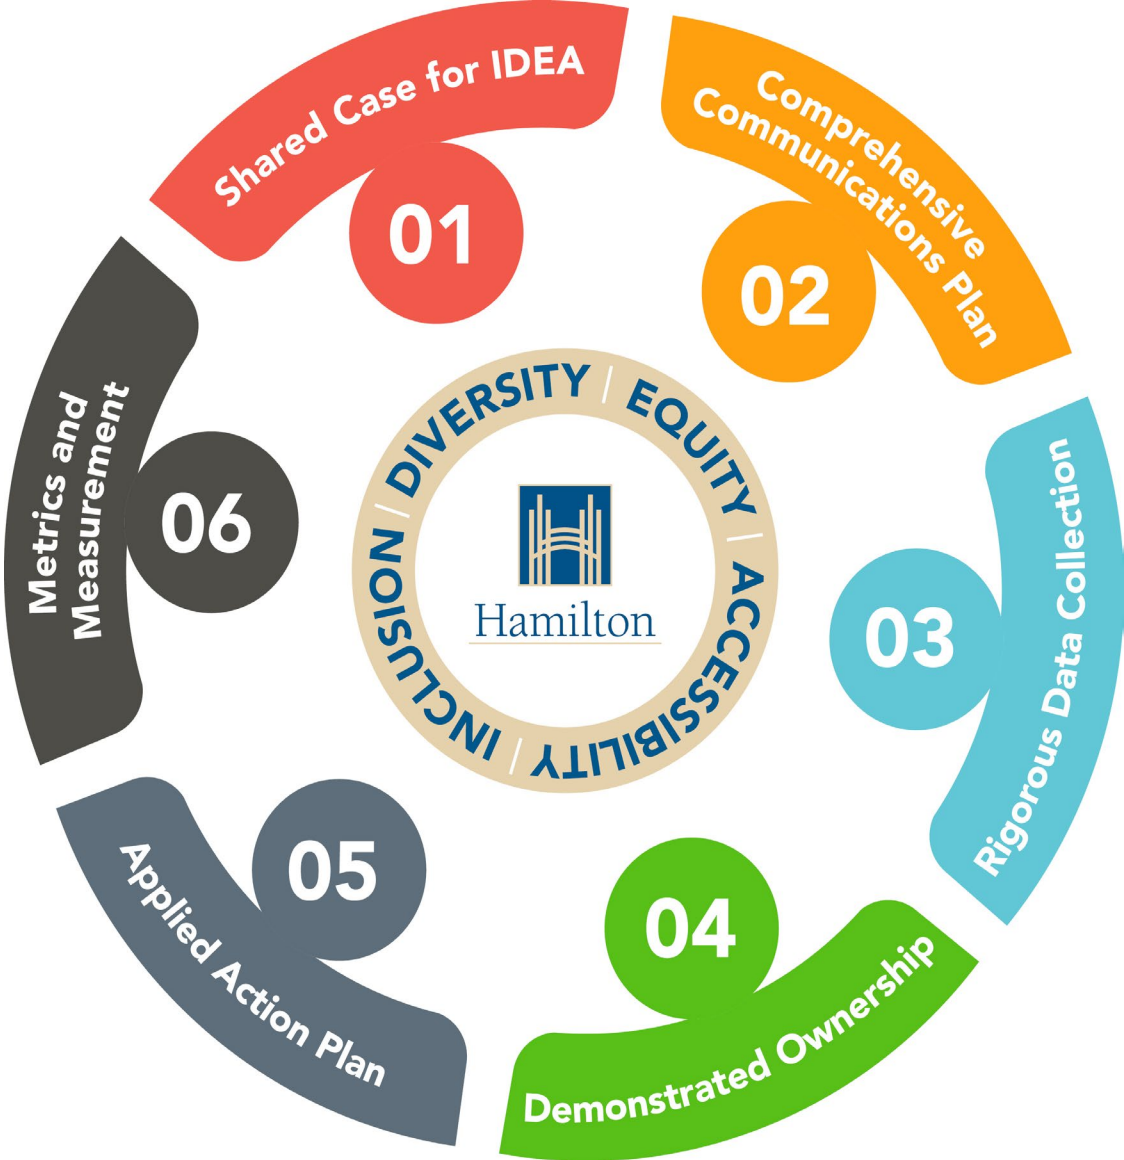 Shared Case for IDEA
01
Comprehensive
Communications Plan
02
Rigorous Data Collection
03
Demonstrated Ownership
04
Applied Action Plan
05
Metrics and
Measurement
06
DIVERSITY | EQUITY | ACCESSIBILITY | INCLUSION |
Hamilton